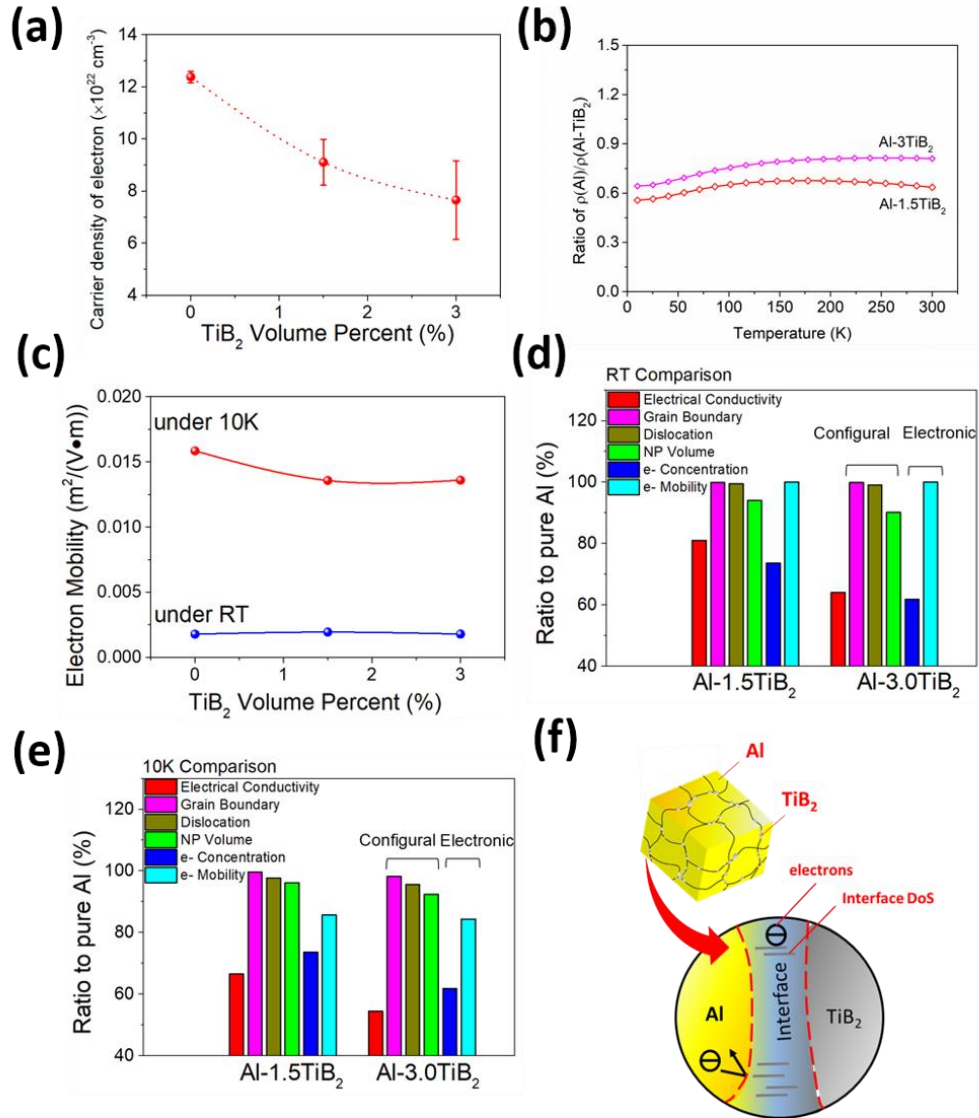 (a)
Carrier density of electron (×10²² cm⁻³)
14
12
10
8
6
4
0 1 2 3
TiB₂ Volume Percent (%)
(b)
Ratio of ρ(Al)/ρ(Al-TiB₂)
1.5
1.2
0.9
0.6
0.3
0.0
Al-3TiB₂
Al-1.5TiB₂
0 50 100 150 200 250 300
Temperature (K)
(c)
Electron Mobility (m²/(V●m))
0.020
0.015
0.010
0.005
0.000
under 10K
under RT
0 1 2 3
TiB₂ Volume Percent (%)
(d)
RT Comparison
Ratio to pure Al (%)
120
100
80
60
40
Electrical Conductivity
Grain Boundary
Dislocation
NP Volume
e- Concentration
e- Mobility
Configural Electronic
Al-1.5TiB₂ Al-3.0TiB₂
(e)
10K Comparison
Ratio to pure Al (%)
120
100
80
60
40
Electrical Conductivity
Grain Boundary
Dislocation
NP Volume
e- Concentration
e- Mobility
Configural Electronic
Al-1.5TiB₂ Al-3.0TiB₂
(f)
Al
TiB₂
electrons
Interface DoS
Al
Interface
TiB₂